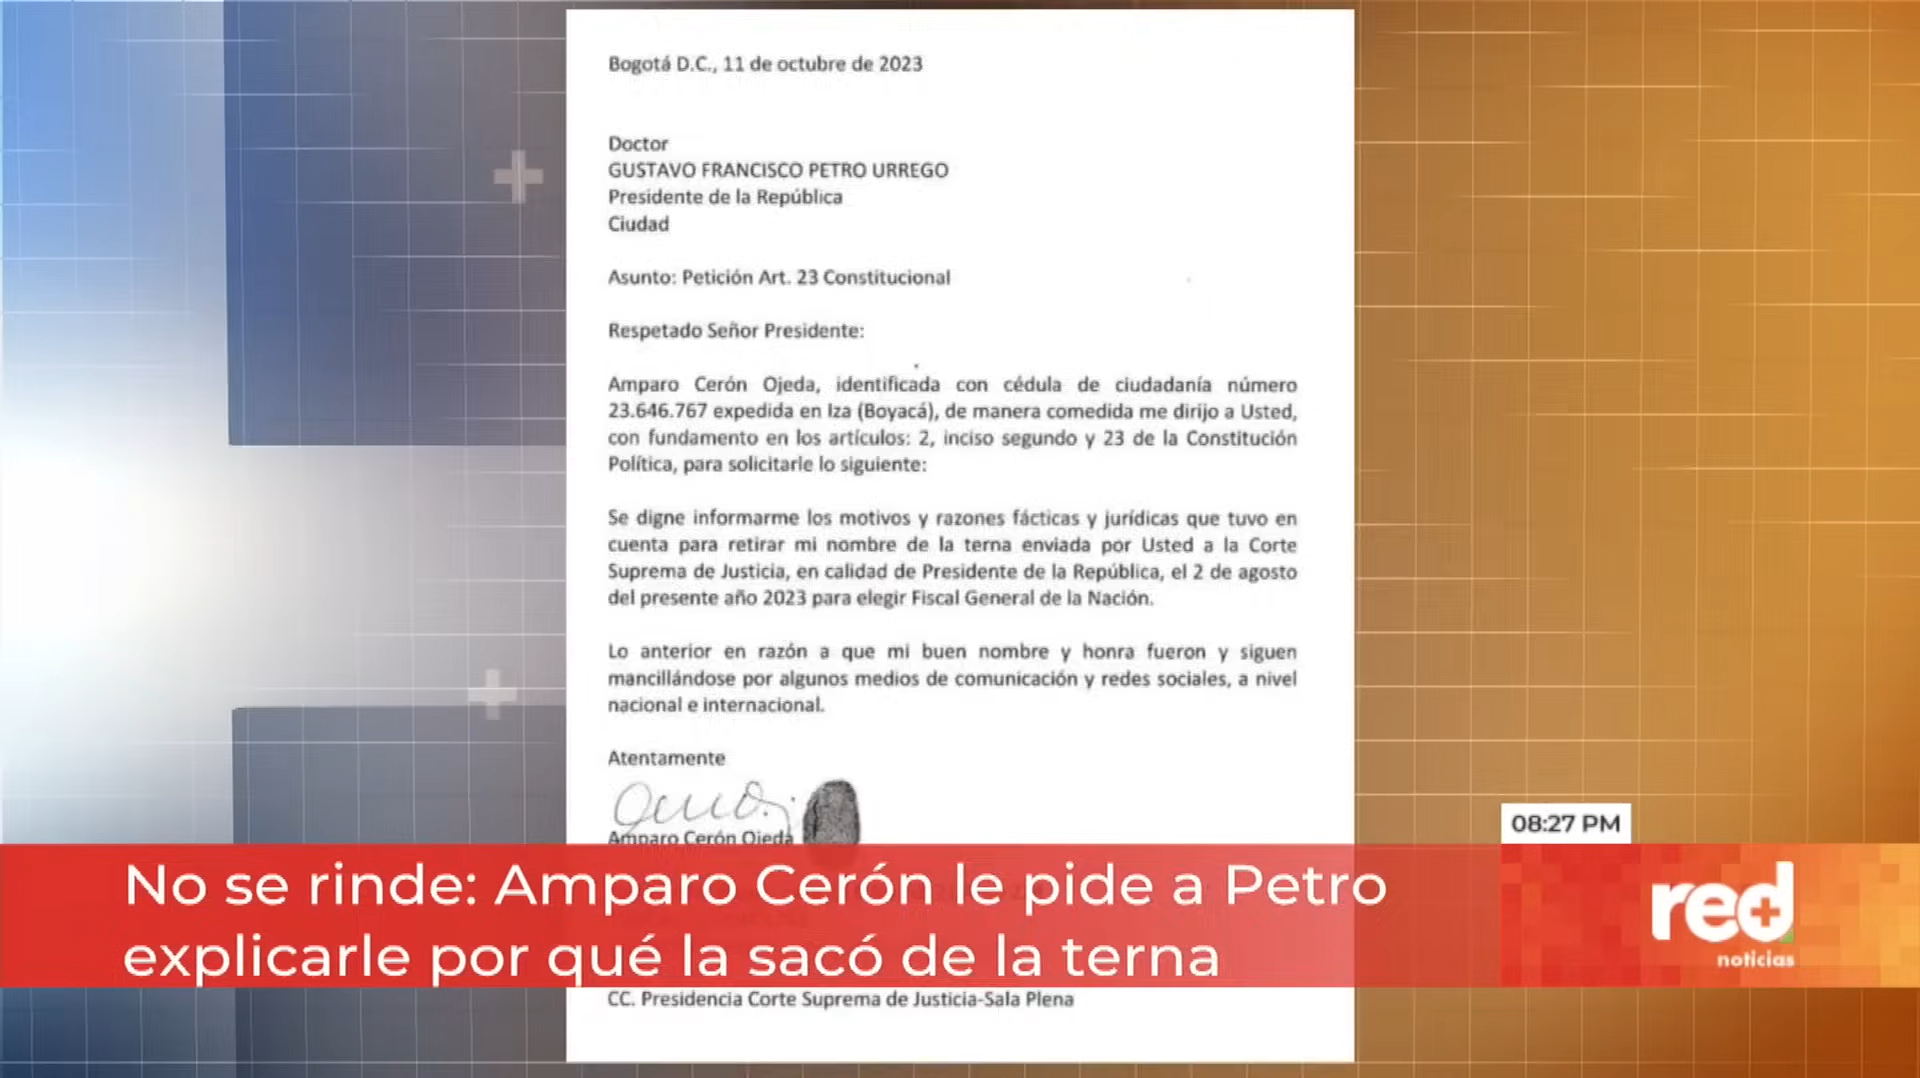 Bogotá D.C., 11 de octubre de 2023
Doctor
GUSTAVO FRANCISCO PETRO URREGO
Presidente de la República
Ciudad
Asunto: Petición Art. 23 Constitucional
Respetado Señor Presidente:
Amparo Cerón Ojeda, identificada con cédula de ciudadanía número
23.646.767 expedida en Iza (Boyacá), de manera comedida me dirijo a Usted,
con fundamento en los artículos: 2, inciso segundo y 23 de la Constitución
Política, para solicitarle lo siguiente:
Se digne informarme los motivos y razones fácticas y jurídicas que tuvo en
cuenta para retirar mi nombre de la terna enviada por Usted a la Corte
Suprema de Justicia, en calidad de Presidente de la República, el 2 de agosto
del presente año 2023 para elegir Fiscal General de la Nación.
Lo anterior en razón a que mi buen nombre y honra fueron y siguen
mancillándose por algunos medios de comunicación y redes sociales, a nivel
nacional e internacional.
Atentamente
Amparo Cerón Ojeda
08:27 PM
No se rinde: Amparo Cerón le pide a Petro
explicarle por qué la sacó de la terna
red+
noticias
CC. Presidencia Corte Suprema de Justicia-Sala Plena